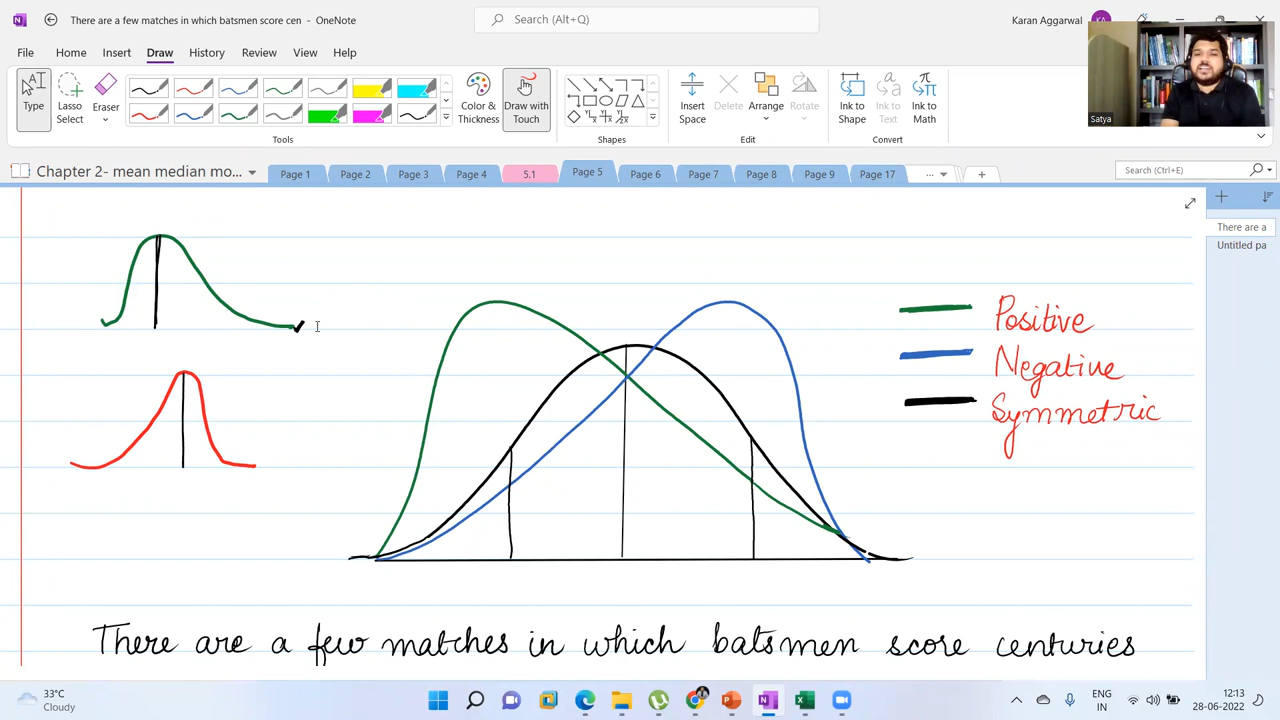 There are a few matches in which batsmen score cen - OneNote
Search (Alt+Q)
Karan Aggarwal
KA
File Home Insert Draw History Review View Help
Type
Lasso Select
Eraser
Color & Thickness
Draw with Touch
Insert Space
Delete
Arrange
Rotate
Ink to Shape
Ink to Text
Ink to Math
Tools
Shapes
Edit
Convert
Satya
Chapter 2- mean median mo...
Page 1 Page 2 Page 3 Page 4 5.1 Page 5 Page 6 Page 7 Page 8 Page 9 Page 17 ...
Search (Ctrl+E)
There are a
Untitled pa
Positive
Negative
Symmetric
There are a few matches in which batsmen score centuries
33°C
Cloudy
ENG
IN
12:13
28-06-2022